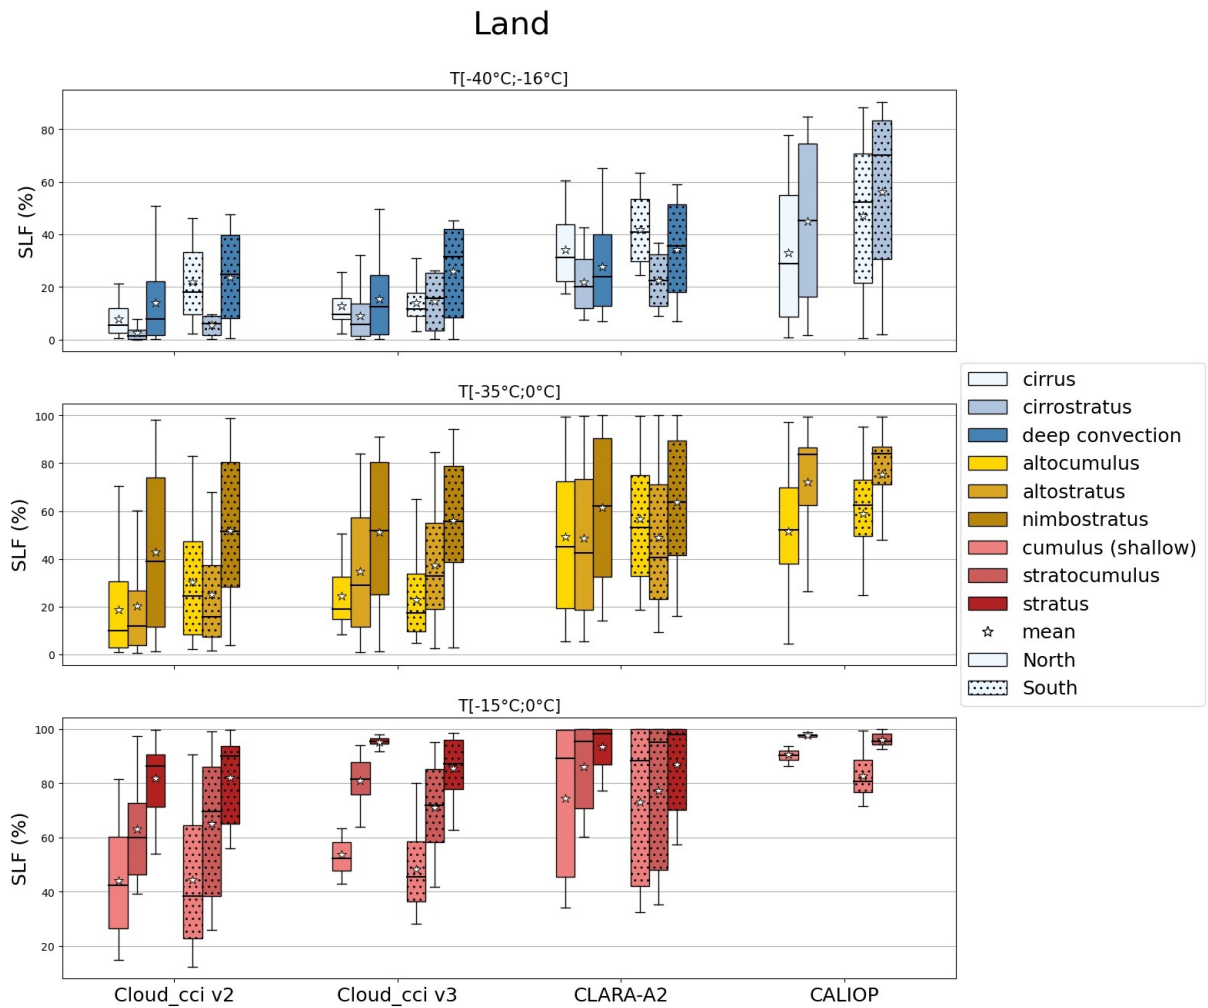 Land
T[-40°C;-16°C]
SLF (%)
80
60
40
20
0
T[-35°C;0°C]
SLF (%)
100
80
60
40
20
0
T[-15°C;0°C]
SLF (%)
100
80
60
40
20
Cloud_cci v2
Cloud_cci v3
CLARA-A2
CALIOP
cirrus
cirrostratus
deep convection
altocumulus
altostratus
nimbostratus
cumulus (shallow)
stratocumulus
stratus
mean
North
South